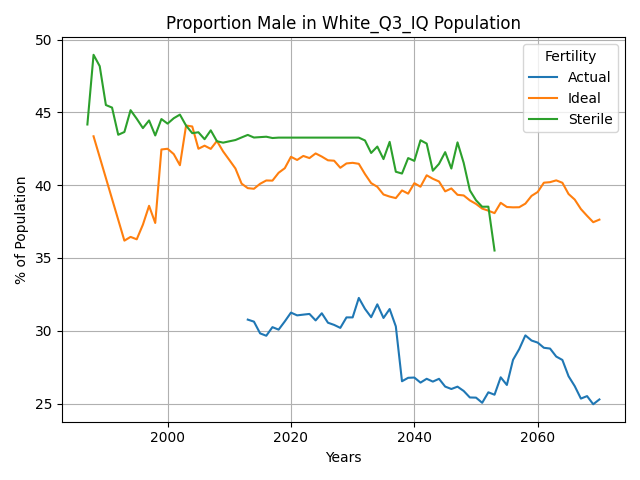 Proportion Male in White_Q3_IQ Population
% of Population
50
45
40
35
30
25
2000
2020
2040
2060
Years
Fertility
Actual
Ideal
Sterile